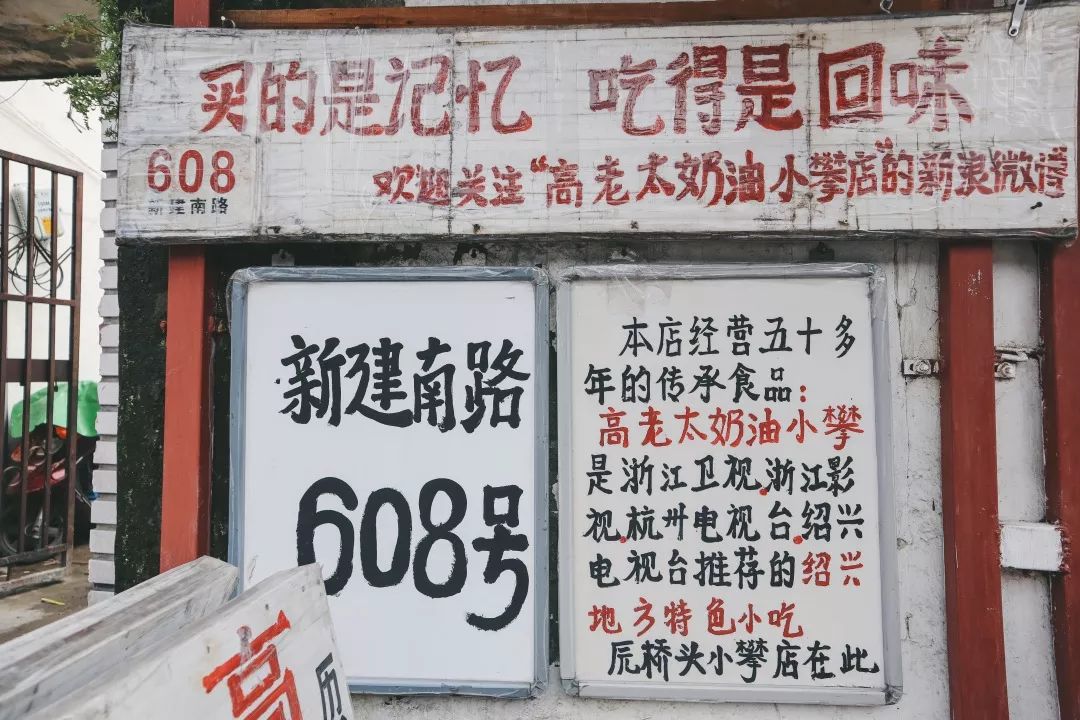 买的是记忆 吃得是回味
608
新建南路
欢迎关注“高老太奶油小攀店”的新浪微博
新建南路
608号
本店经营五十多
年的传承食品：
高老太奶油小攀
是浙江卫视.浙江影
视.杭州电视台.绍兴
电视台推荐的绍兴
地方特色小吃
辰桥头小攀店在此
高